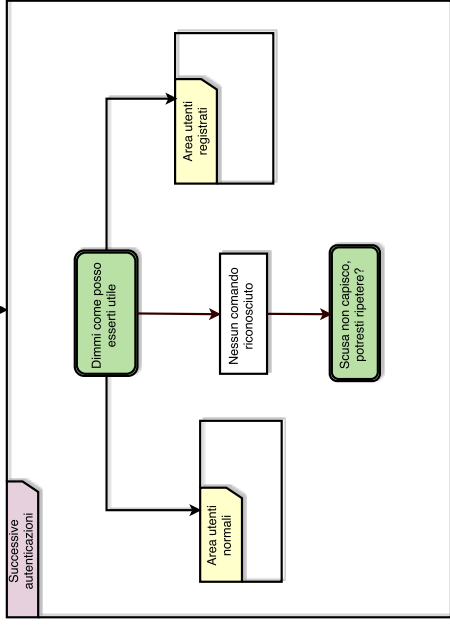 Successive
autenticazioni
Dimmi come posso
esserti utile
Area utenti
normali
Nessun comando
riconosciuto
Area utenti
registrati
Scusa non capisco,
potresti ripetere?